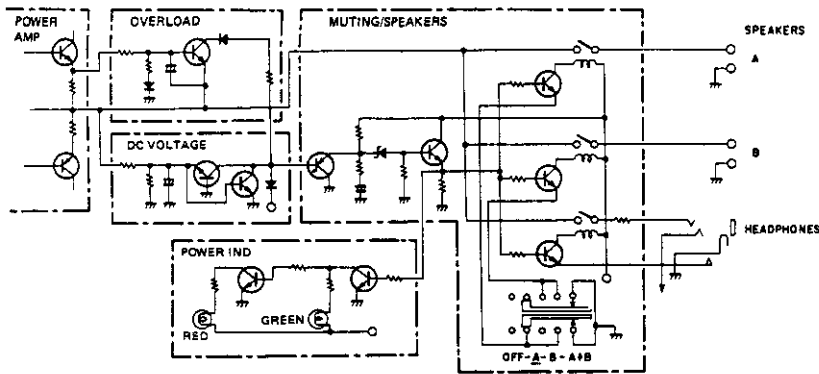 POWER
AMP
OVERLOAD
MUTING/SPEAKERS
SPEAKERS
A
DC VOLTAGE
B
HEADPHONES
POWER IND
GREEN
RED
OFF-A-B-A+B